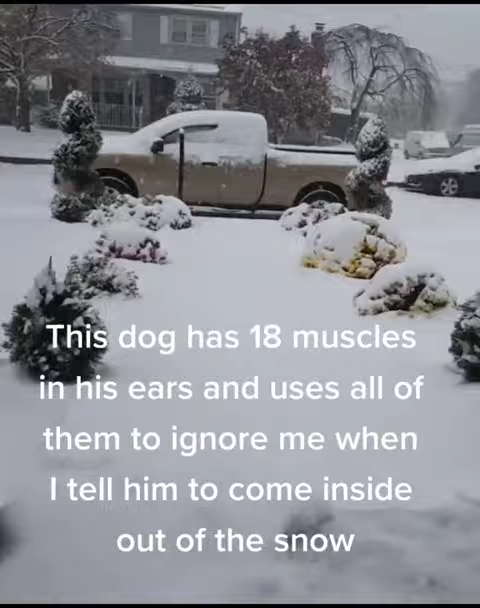 This dog has 18 muscles
in his ears and uses all of
them to ignore me when
I tell him to come inside
out of the snow